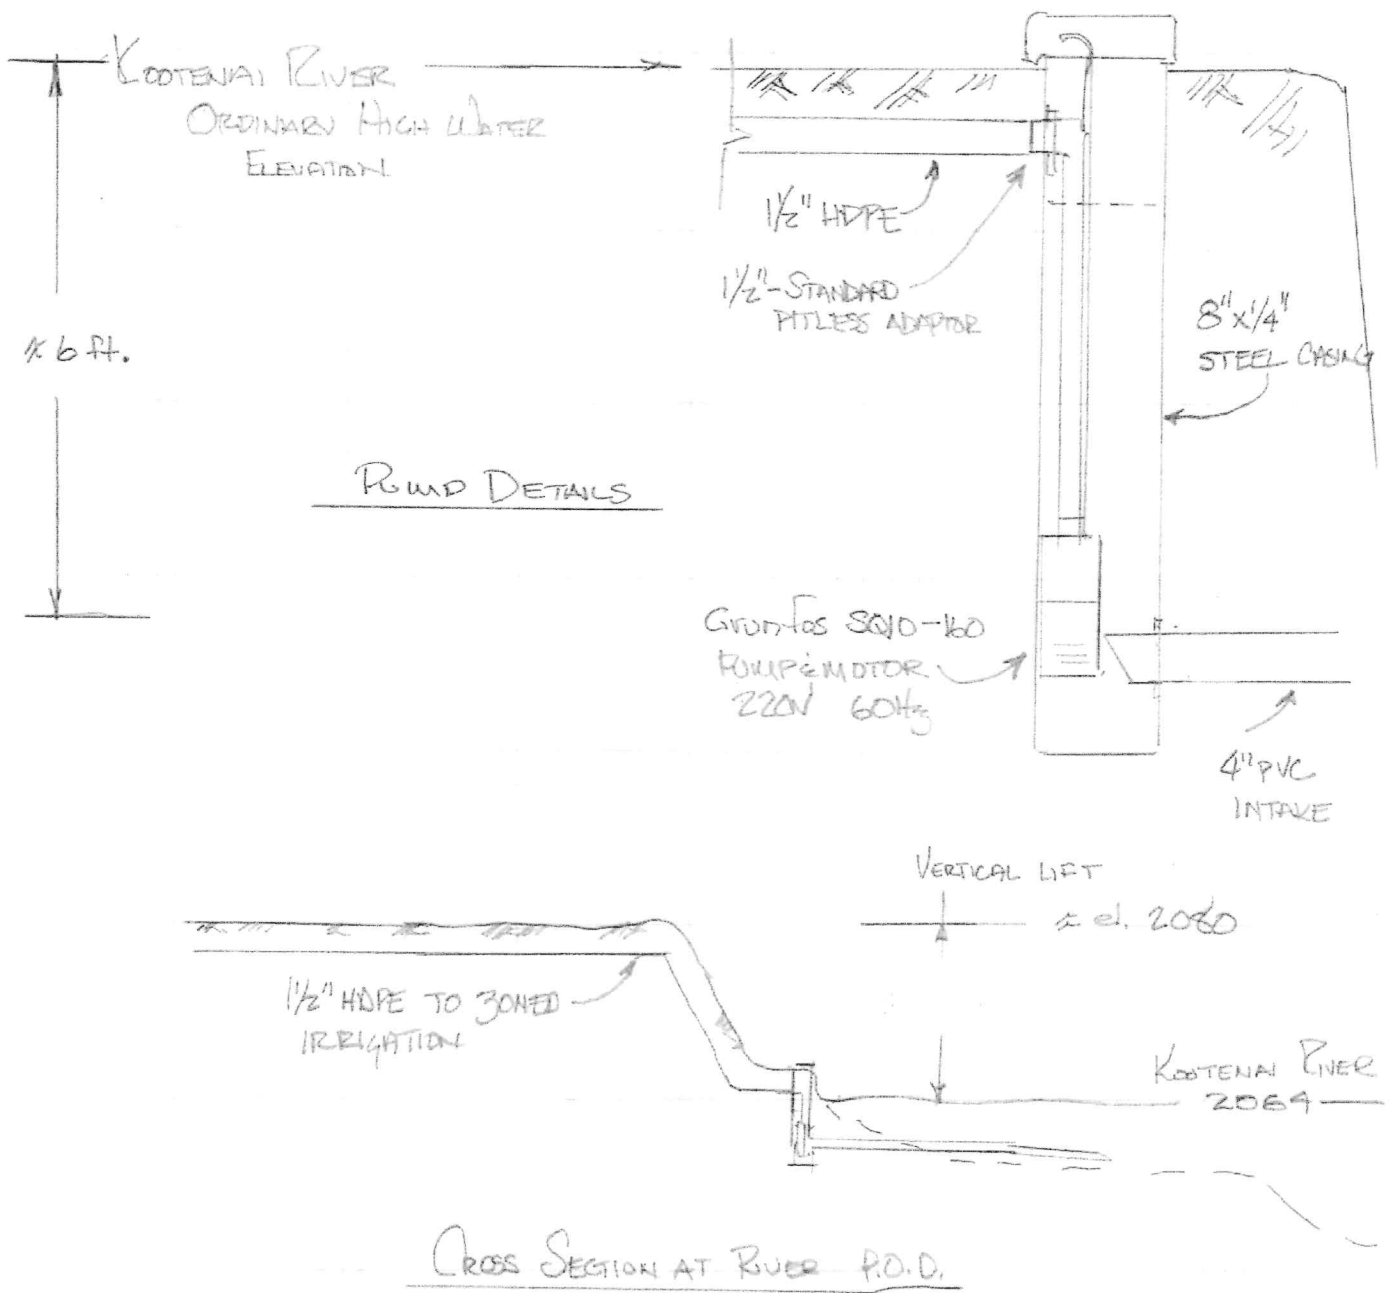 KOOTENAI RIVER
ORDINARY HIGH WATER
ELEVATION
1½" HDPE
1½"-STANDARD
PITLESS ADAPTOR
8"x1/4"
STEEL CASING
± 6 ft.
PUMP DETAILS
Grunfos SQ10-160
PUMP & MOTOR
220V 60Hz
4" PVC
INTAKE
VERTICAL LIFT
± el. 2080
1½" HDPE TO ZONED
IRRIGATION
KOOTENAI RIVER
2064
CROSS SECTION AT RIVER P.O.D.